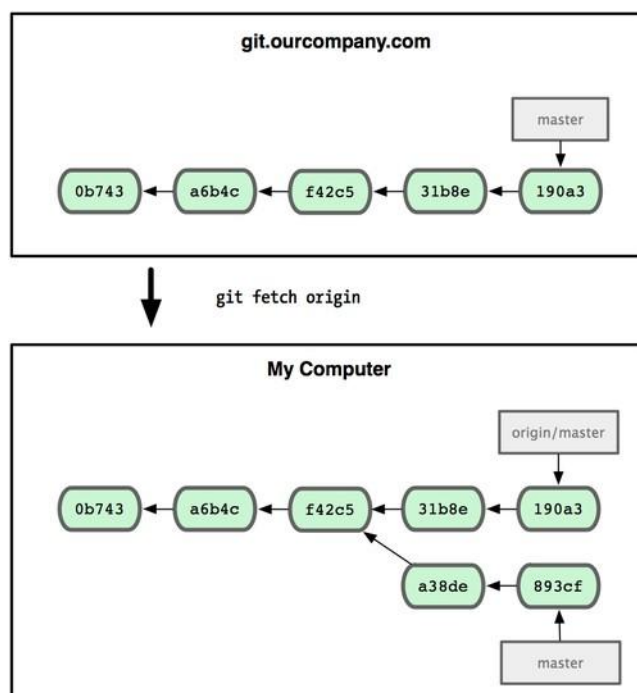 git.ourcompany.com
master
0b743 a6b4c f42c5 31b8e 190a3
git fetch origin
My Computer
origin/master
0b743 a6b4c f42c5 31b8e 190a3
a38de 893cf
master